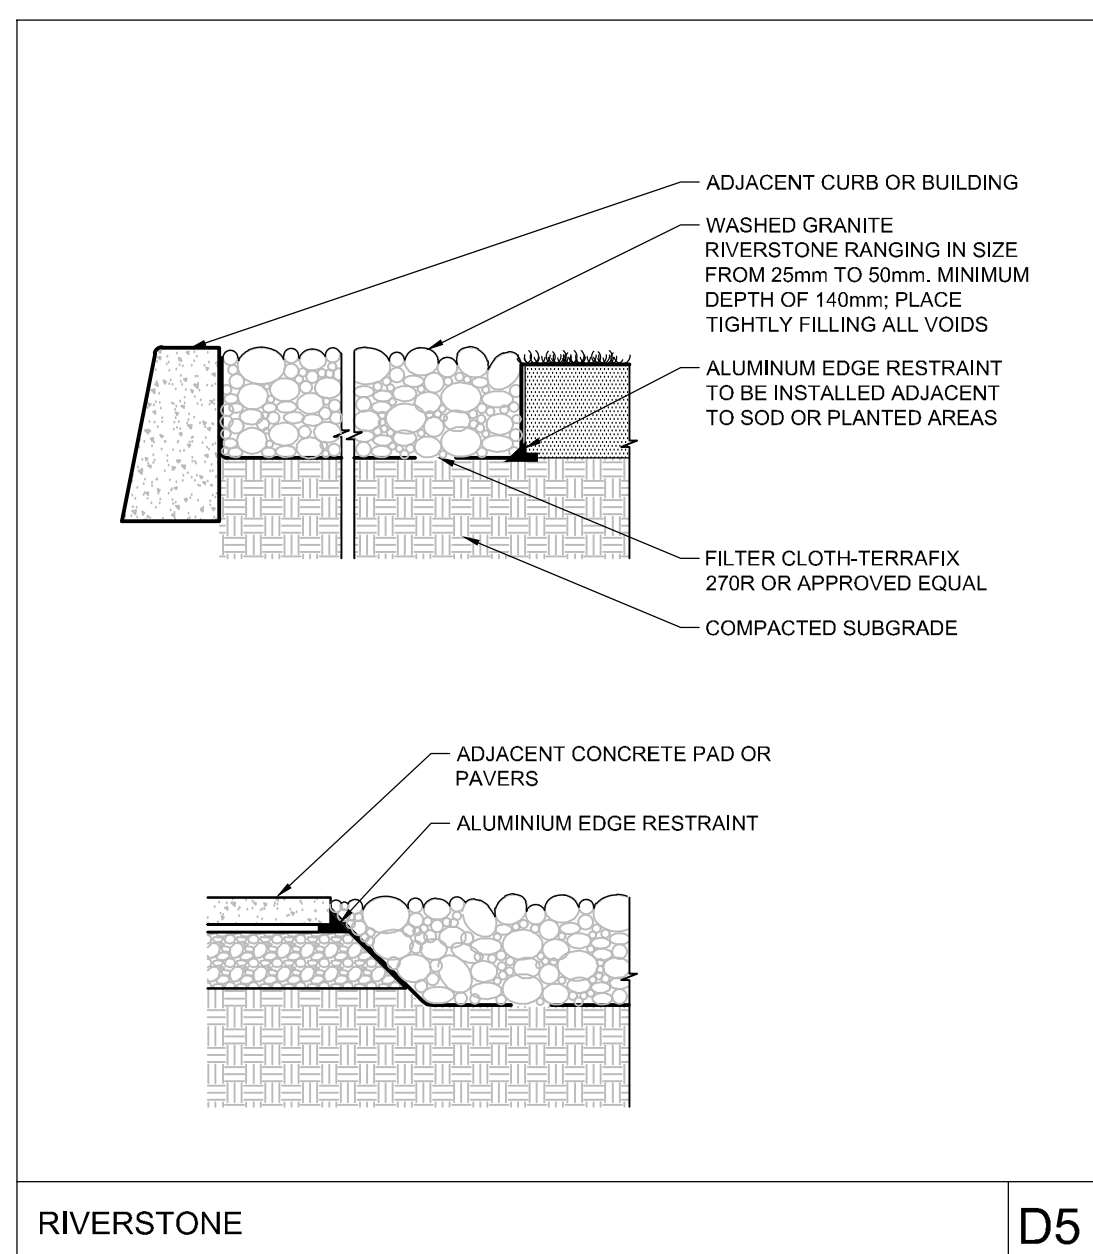 ADJACENT CURB OR BUILDING
WASHED GRANITE
RIVERSTONE RANGING IN SIZE
FROM 25mm TO 50mm. MINIMUM
DEPTH OF 140mm; PLACE
TIGHTLY FILLING ALL VOIDS
ALUMINUM EDGE RESTRAINT
TO BE INSTALLED ADJACENT
TO SOD OR PLANTED AREAS
FILTER CLOTH-TERRAFIX
270R OR APPROVED EQUAL
COMPACTED SUBGRADE
ADJACENT CONCRETE PAD OR
PAVERS
ALUMINIUM EDGE RESTRAINT
RIVERSTONE
D5